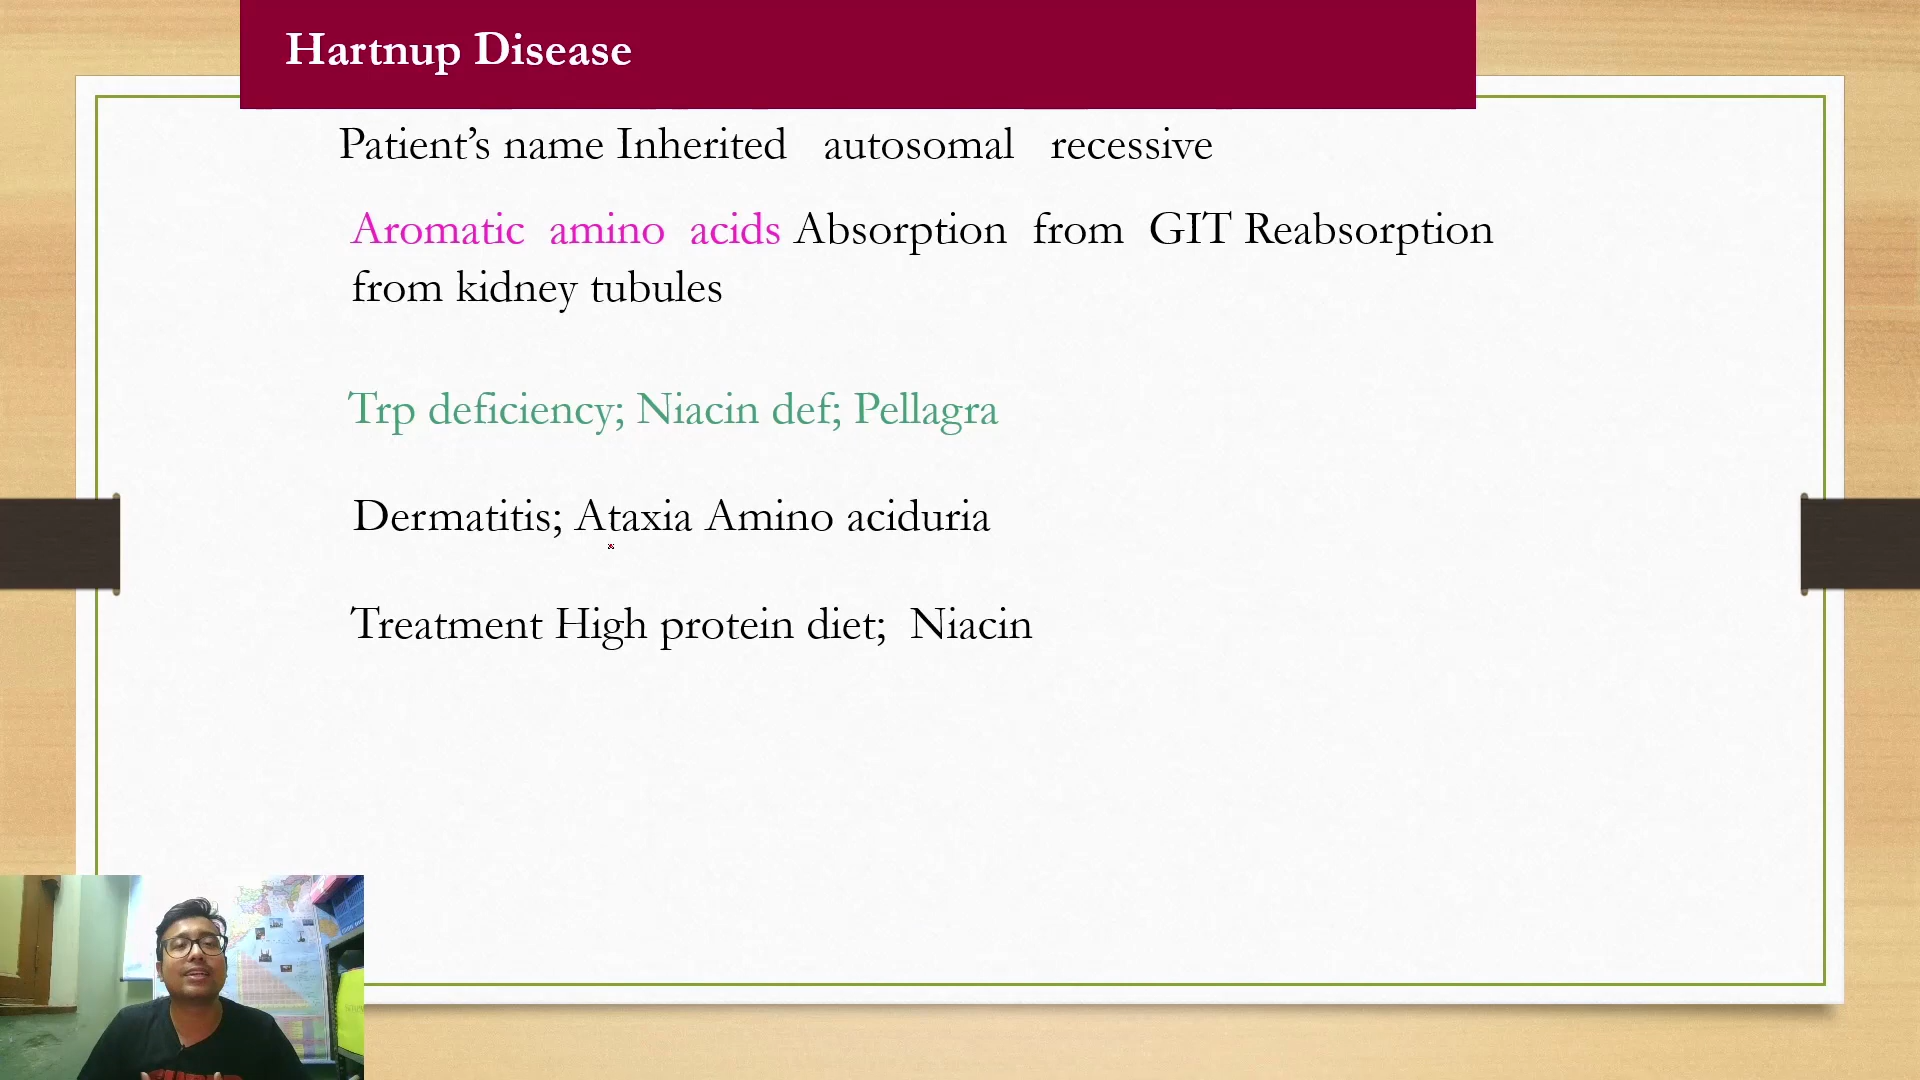 Hartnup Disease
Patient’s name Inherited autosomal recessive
Aromatic amino acids Absorption from GIT Reabsorption
from kidney tubules
Trp deficiency; Niacin def; Pellagra
Dermatitis; Ataxia Amino aciduria
Treatment High protein diet; Niacin